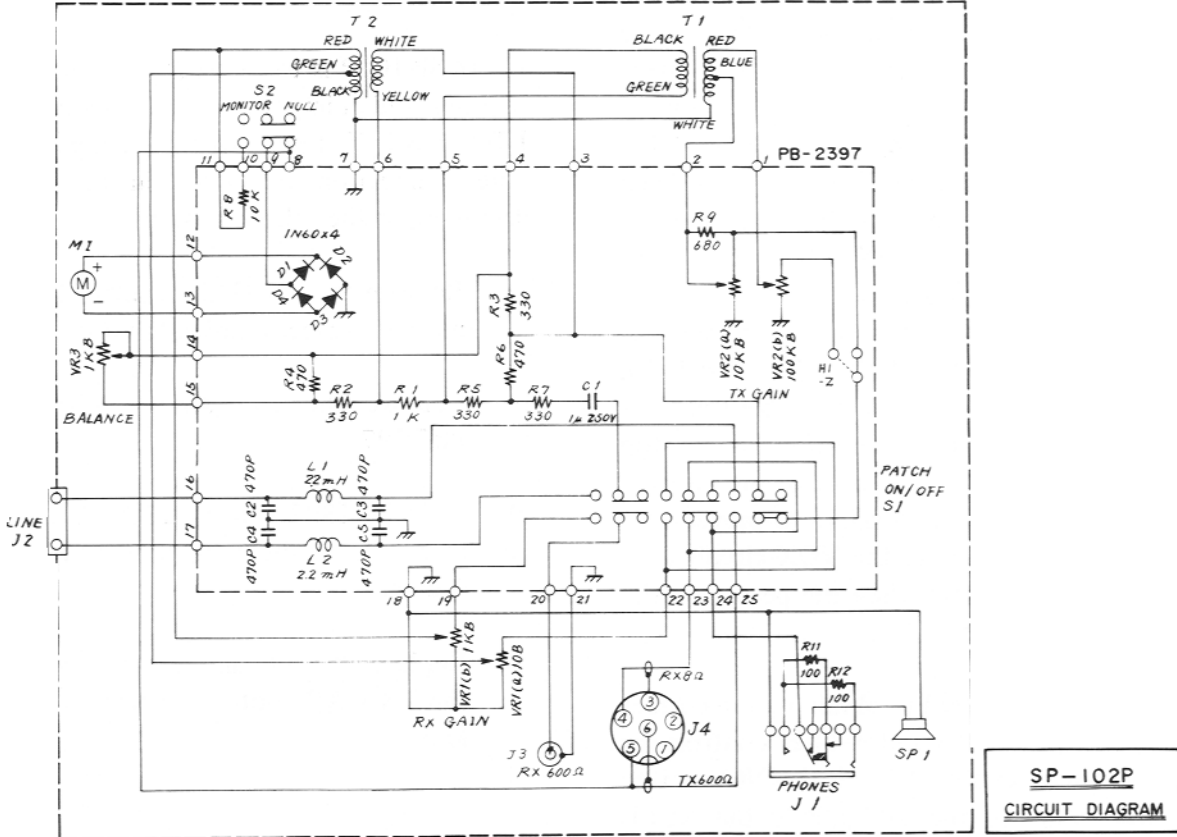 T2
T1
RED
WHITE
BLACK
RED
GREEN
BLUE
S2
BLACK
YELLOW
GREEN
MONITOR
NULL
WHITE
11
10
9
8
7
6
5
4
3
2
1
PB-2397
R8
10K
R9
680
M1
12
1N60x4
D1
D2
+
M
-
D4
D3
13
R3
330
VR2(a)
10KB
VR2(b)
100KB
14
VR3
1KB
R6
470
HI
-Z
R4
470
TX GAIN
15
R2
330
R1
1K
R5
330
R7
330
C1
1μ 250V
BALANCE
16
470P
C2
L1
22mH
470P
C3
PATCH
ON/OFF
S1
LINE
J2
17
470P
C4
L2
2.2mH
470P
C5
18
19
20
21
22
23
24
25
1KB
VR1(b)
VR1(a)10B
RX GAIN
RX8Ω
R11
100
R12
100
3
4
2
6
5
1
J4
J3
RX 600Ω
TX600Ω
SP1
PHONES
J1
SP-102P
CIRCUIT DIAGRAM